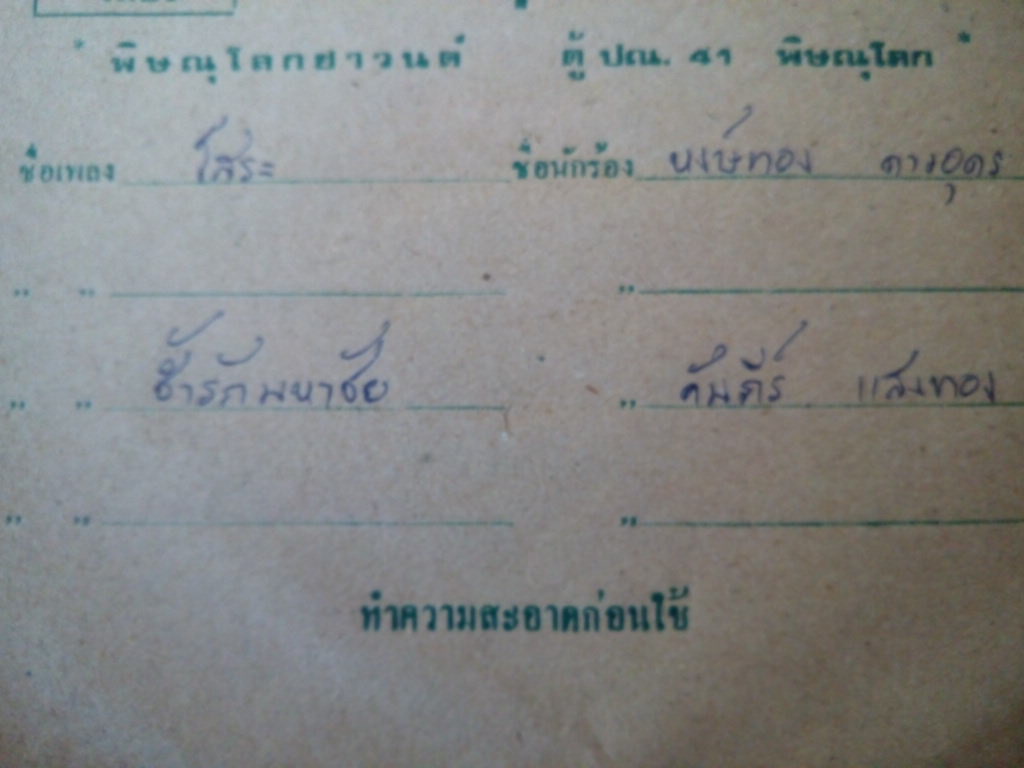 " พิษณุโลกฮาวนด์ ตู้ ปณ. ๔๑ พิษณุโลก "
ชื่อเพลง โสระ ชื่อนักร้อง หงษ์ทอง ดาวอุดร
" " "
" " ช้ำรักมหาชัย " คัมภีร์ แสงทอง
" " "
ทำความสะอาดก่อนใช้